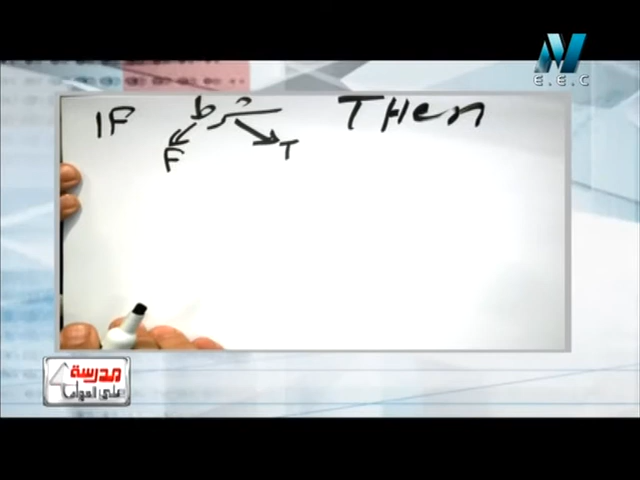 E.E.C
IF شرط THen
F T
مدرسة
على الهواء